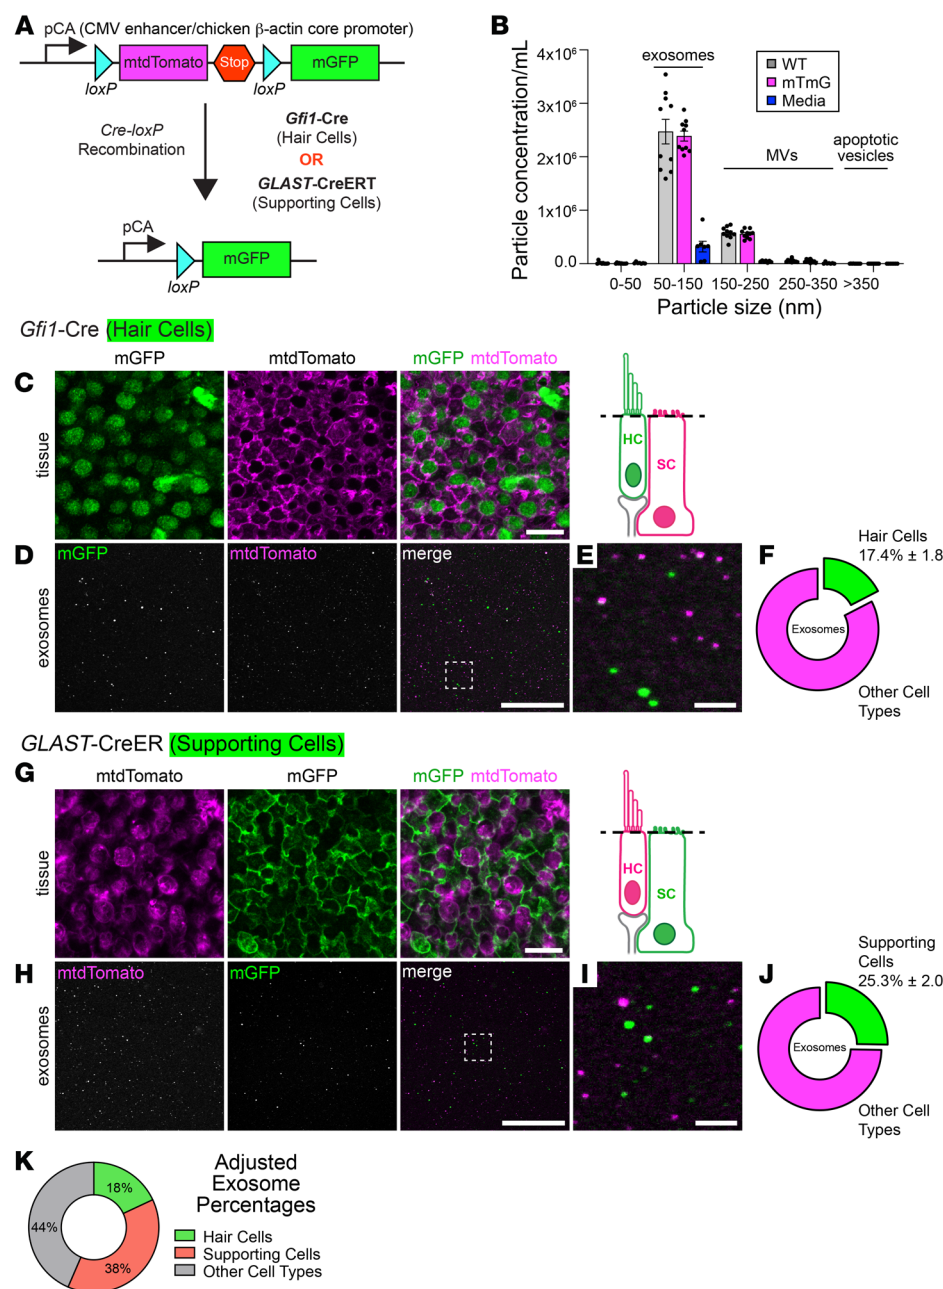 A
pCA (CMV enhancer/chicken β-actin core promoter)
mtdTomato
Stop
mGFP
loxP
loxP
Cre-loxP
Recombination
Gfi1-Cre
(Hair Cells)
OR
GLAST-CreERT
(Supporting Cells)
pCA
mGFP
loxP
B
Particle concentration/mL
4x10⁶
3x10⁶
2x10⁶
1x10⁶
0.0
exosomes
WT
mTmG
Media
MVs
apoptotic
vesicles
0-50 50-150 150-250 250-350 >350
Particle size (nm)
Gfi1-Cre (Hair Cells)
mGFP mtdTomato mGFP mtdTomato
C
tissue
HC
SC
D
exosomes
mGFP mtdTomato merge
E
F
Hair Cells
17.4% ± 1.8
Exosomes
Other Cell
Types
GLAST-CreER (Supporting Cells)
G
mtdTomato mGFP mGFP mtdTomato
tissue
HC
SC
H
exosomes
mtdTomato mGFP merge
I
J
Supporting
Cells
25.3% ± 2.0
Exosomes
Other Cell
Types
K
18%
44%
38%
Adjusted
Exosome
Percentages
Hair Cells
Supporting Cells
Other Cell Types